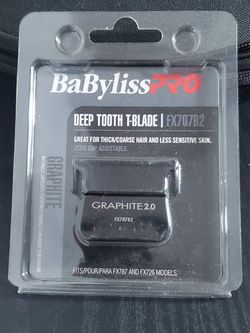 BaBylissPRO
DEEP TOOTH T-BLADE | FX707B2
GREAT FOR THICK/COARSE HAIR AND LESS SENSITIVE SKIN.
ZERO GAP ADJUSTABLE.
GRAPHITE
GRAPHITE 2.0
FX707B2
FITS/POUR/PARA FX787 AND FX726 MODELS